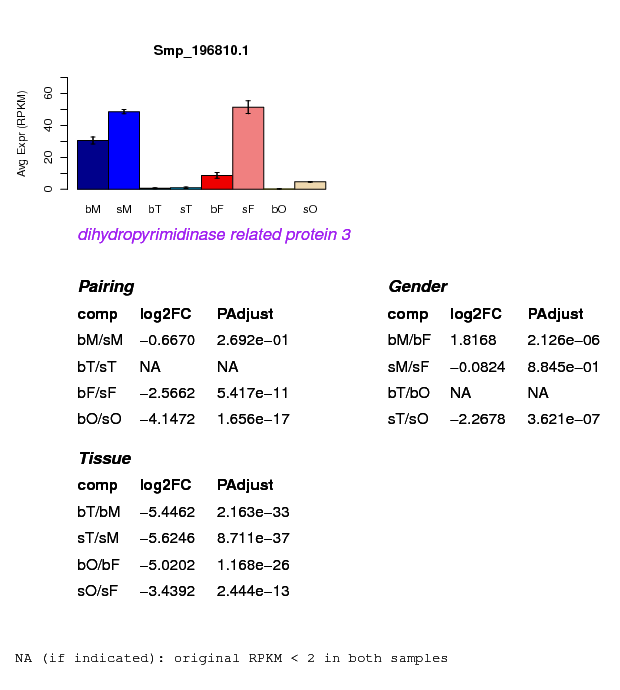 Smp_196810.1
Avg Expr (RPKM)
60
40
20
0
bM sM bT sT bF sF bO sO
dihydropyrimidinase related protein 3
Pairing
comp log2FC PAdjust
bM/sM −0.6670 2.692e−01
bT/sT NA NA
bF/sF −2.5662 5.417e−11
bO/sO −4.1472 1.656e−17
Gender
comp log2FC PAdjust
bM/bF 1.8168 2.126e−06
sM/sF −0.0824 8.845e−01
bT/bO NA NA
sT/sO −2.2678 3.621e−07
Tissue
comp log2FC PAdjust
bT/bM −5.4462 2.163e−33
sT/sM −5.6246 8.711e−37
bO/bF −5.0202 1.168e−26
sO/sF −3.4392 2.444e−13
NA (if indicated): original RPKM < 2 in both samples